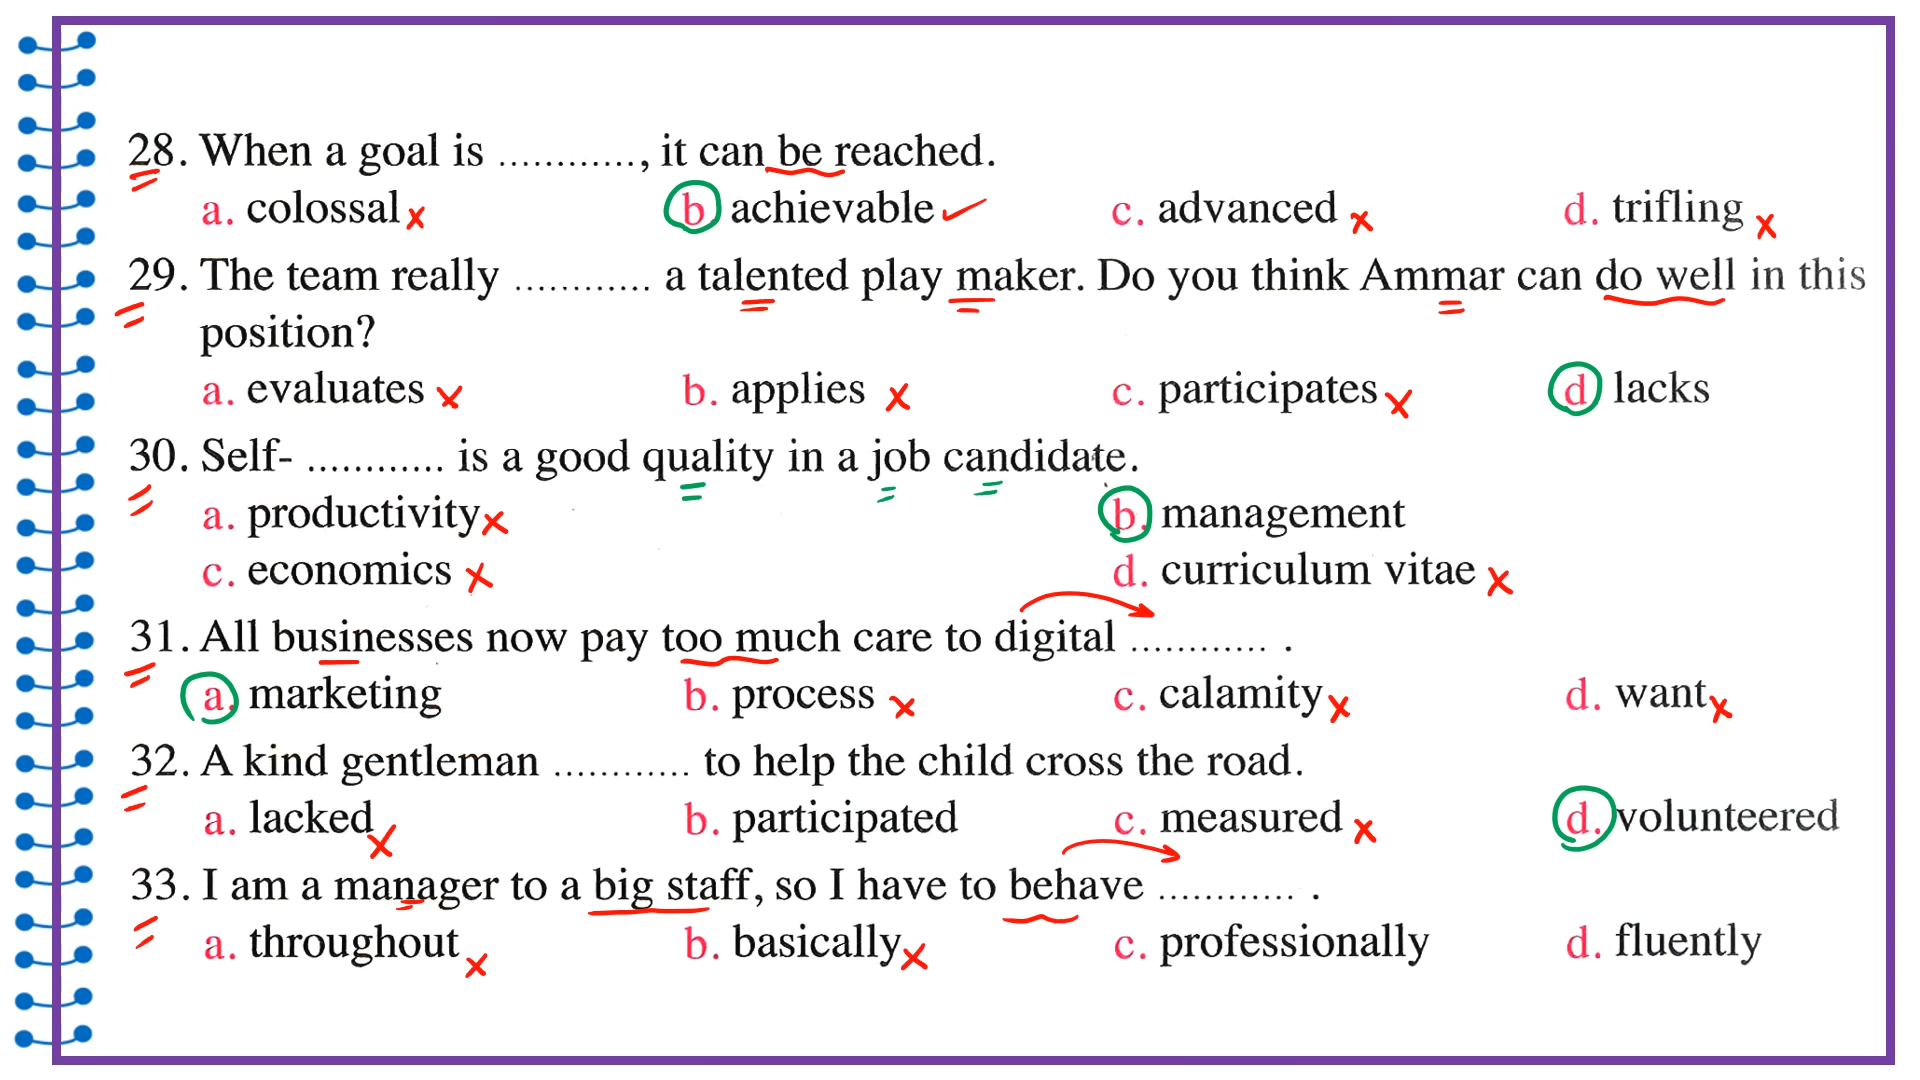 28. When a goal is ............, it can be reached.
a. colossal b. achievable c. advanced d. trifling
29. The team really ............ a talented play maker. Do you think Ammar can do well in this
position?
a. evaluates b. applies c. participates d. lacks
30. Self- ............ is a good quality in a job candidate.
a. productivity b. management
c. economics d. curriculum vitae
31. All businesses now pay too much care to digital ............ .
a. marketing b. process c. calamity d. want
32. A kind gentleman ............ to help the child cross the road.
a. lacked b. participated c. measured d. volunteered
33. I am a manager to a big staff, so I have to behave ............ .
a. throughout b. basically c. professionally d. fluently